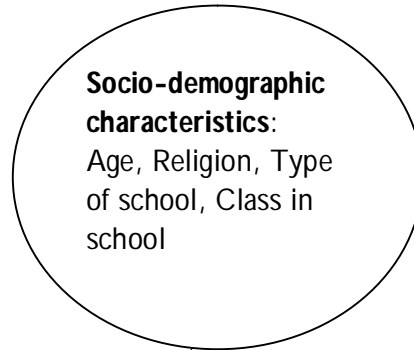 Socio-demographic
characteristics:
Age, Religion, Type
of school, Class in
school